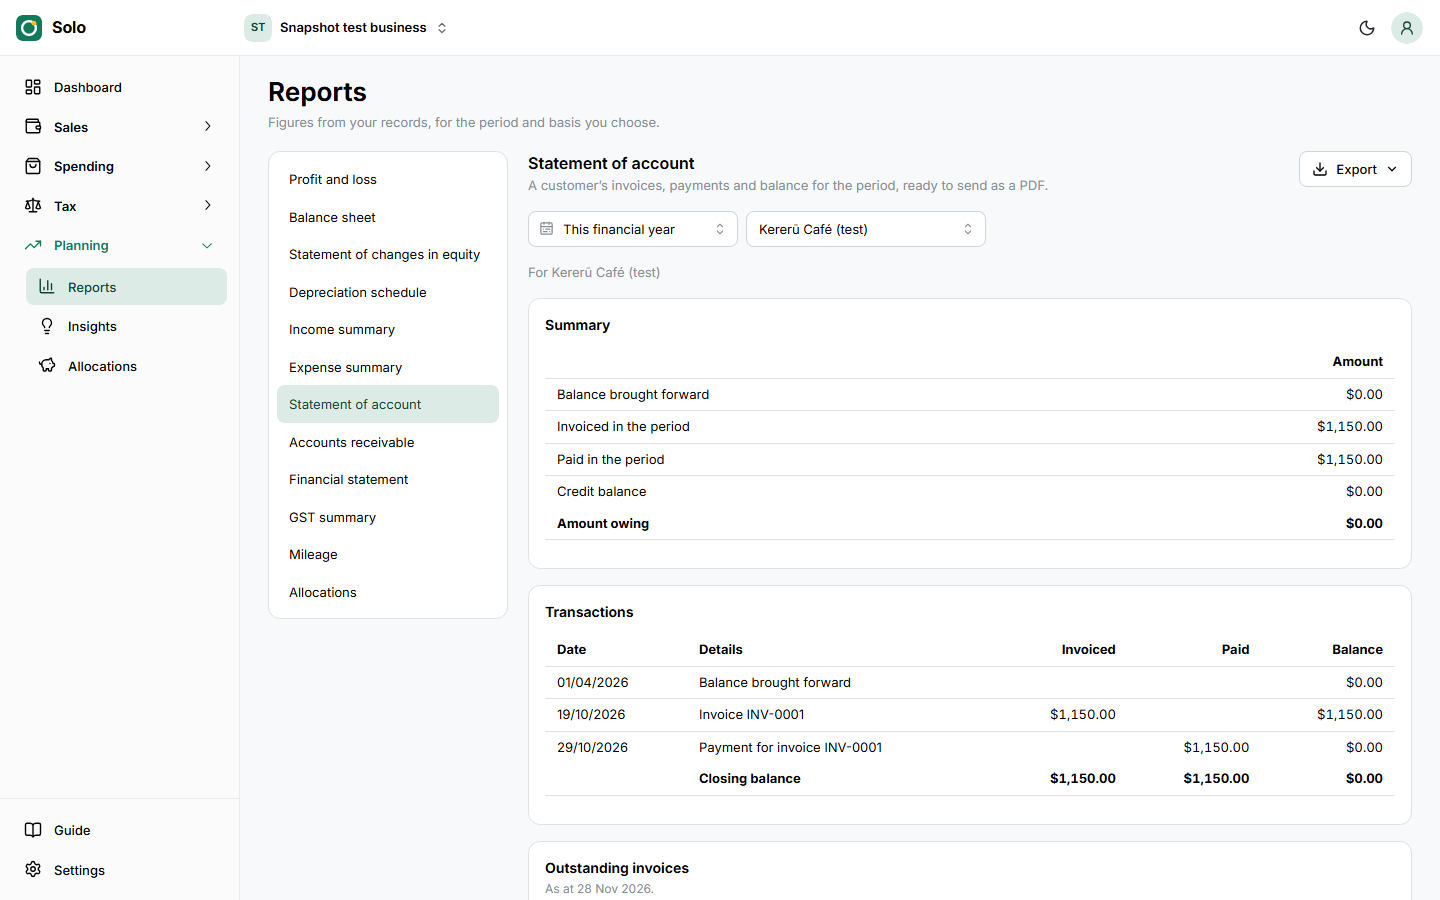 Solo
ST Snapshot test business
Dashboard
Sales
Spending
Tax
Planning
Reports
Insights
Allocations
Guide
Settings
Reports
Figures from your records, for the period and basis you choose.
Profit and loss
Balance sheet
Statement of changes in equity
Depreciation schedule
Income summary
Expense summary
Statement of account
Accounts receivable
Financial statement
GST summary
Mileage
Allocations
Statement of account
A customer’s invoices, payments and balance for the period, ready to send as a PDF.
Export
This financial year
Kererū Café (test)
For Kererū Café (test)
Summary
Amount
Balance brought forward $0.00
Invoiced in the period $1,150.00
Paid in the period $1,150.00
Credit balance $0.00
Amount owing $0.00
Transactions
Date Details Invoiced Paid Balance
01/04/2026 Balance brought forward $0.00
19/10/2026 Invoice INV-0001 $1,150.00 $1,150.00
29/10/2026 Payment for invoice INV-0001 $1,150.00 $0.00
Closing balance $1,150.00 $1,150.00 $0.00
Outstanding invoices
As at 28 Nov 2026.